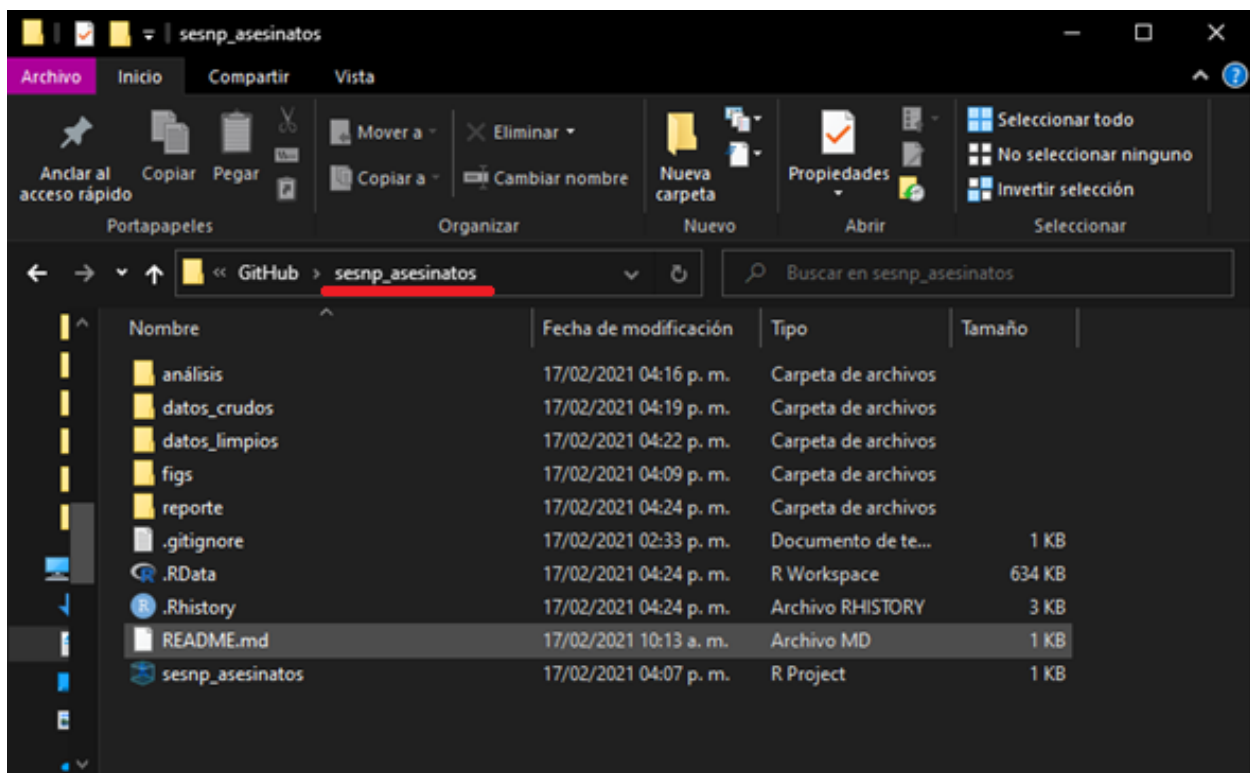 sesnp_asesinatos
Archivo Inicio Compartir Vista
Anclar al acceso rápido
Copiar
Pegar
Mover a
Copiar a
Eliminar
Cambiar nombre
Nueva carpeta
Propiedades
Seleccionar todo
No seleccionar ninguno
Invertir selección
Portapapeles Organizar Nuevo Abrir Seleccionar
« GitHub › sesnp_asesinatos
Buscar en sesnp_asesinatos
Nombre Fecha de modificación Tipo Tamaño
análisis 17/02/2021 04:16 p. m. Carpeta de archivos
datos_crudos 17/02/2021 04:19 p. m. Carpeta de archivos
datos_limpios 17/02/2021 04:22 p. m. Carpeta de archivos
figs 17/02/2021 04:09 p. m. Carpeta de archivos
reporte 17/02/2021 04:24 p. m. Carpeta de archivos
.gitignore 17/02/2021 02:33 p. m. Documento de te... 1 KB
.RData 17/02/2021 04:24 p. m. R Workspace 634 KB
.Rhistory 17/02/2021 04:24 p. m. Archivo RHISTORY 3 KB
README.md 17/02/2021 10:13 a. m. Archivo MD 1 KB
sesnp_asesinatos 17/02/2021 04:07 p. m. R Project 1 KB